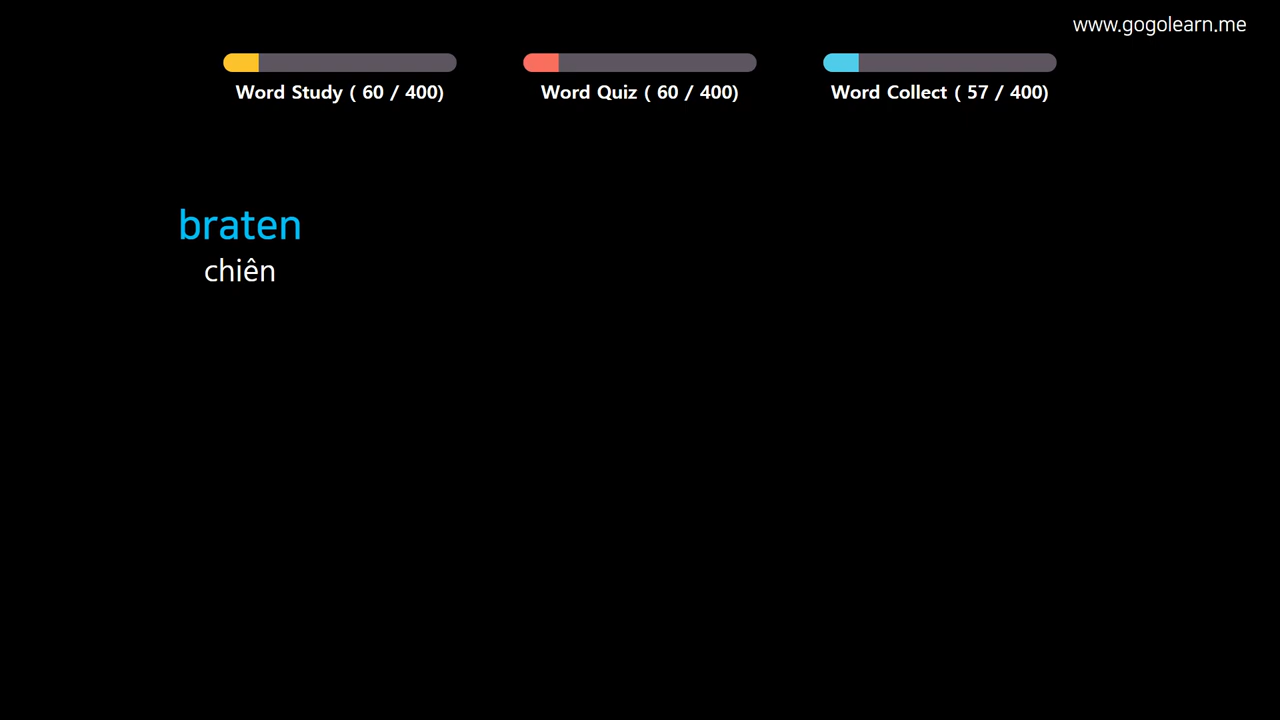 www.gogolearn.me
Word Study ( 60 / 400)
Word Quiz ( 60 / 400)
Word Collect ( 57 / 400)
braten
chiên